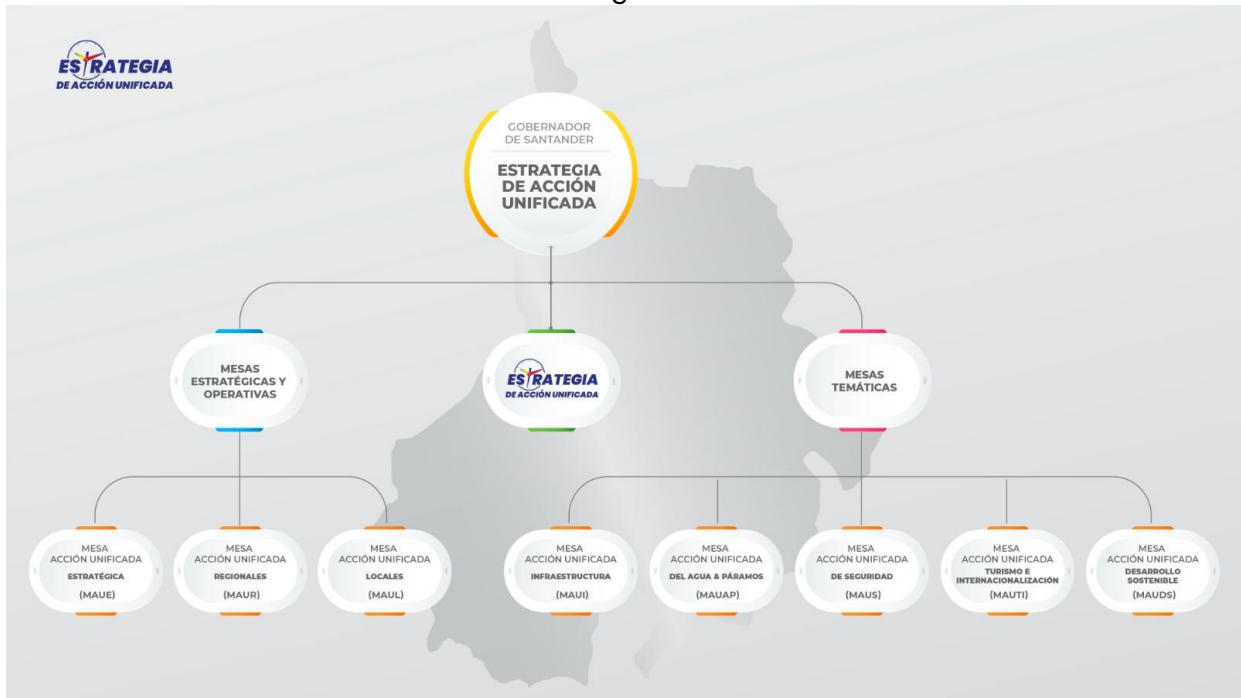 ESTRATEGIA
DE ACCIÓN UNIFICADA
GOBERNADOR
DE SANTANDER
ESTRATEGIA
DE ACCIÓN
UNIFICADA
MESAS
ESTRATÉGICAS Y
OPERATIVAS
ESTRATEGIA
DE ACCIÓN UNIFICADA
MESAS
TEMÁTICAS
MESA
ACCIÓN UNIFICADA
ESTRATÉGICA
(MAUE)
MESA
ACCIÓN UNIFICADA
REGIONALES
(MAUR)
MESA
ACCIÓN UNIFICADA
LOCALES
(MAUL)
MESA
ACCIÓN UNIFICADA
INFRAESTRUCTURA
(MAUI)
MESA
ACCIÓN UNIFICADA
DEL AGUA & PÁRAMOS
(MAUAP)
MESA
ACCIÓN UNIFICADA
DE SEGURIDAD
(MAUS)
MESA
ACCIÓN UNIFICADA
TURISMO E
INTERNACIONALIZACIÓN
(MAUTI)
MESA
ACCIÓN UNIFICADA
DESARROLLO
SOSTENIBLE
(MAUDS)